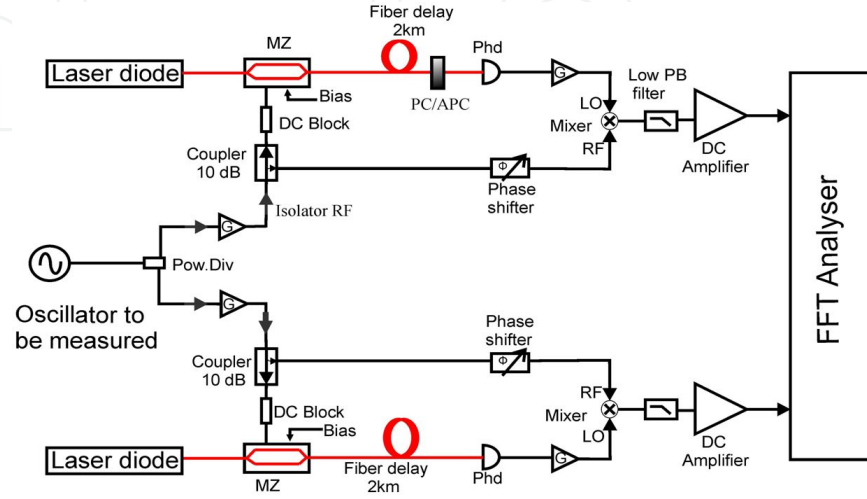 Fiber delay
2km
MZ
Phd
Laser diode
G
Low PB
filter
Bias
PC/APC
LO
DC Block
Mixer
RF
DC
Amplifier
Coupler
10 dB
Φ
Phase
shifter
Isolator RF
G
Pow.Div
FFT Analyser
Oscillator to
be measured
G
Phase
shifter
Φ
Coupler
10 dB
RF
Mixer
LO
DC Block
Bias
DC
Amplifier
Laser diode
MZ
Fiber delay
2km
Phd
G